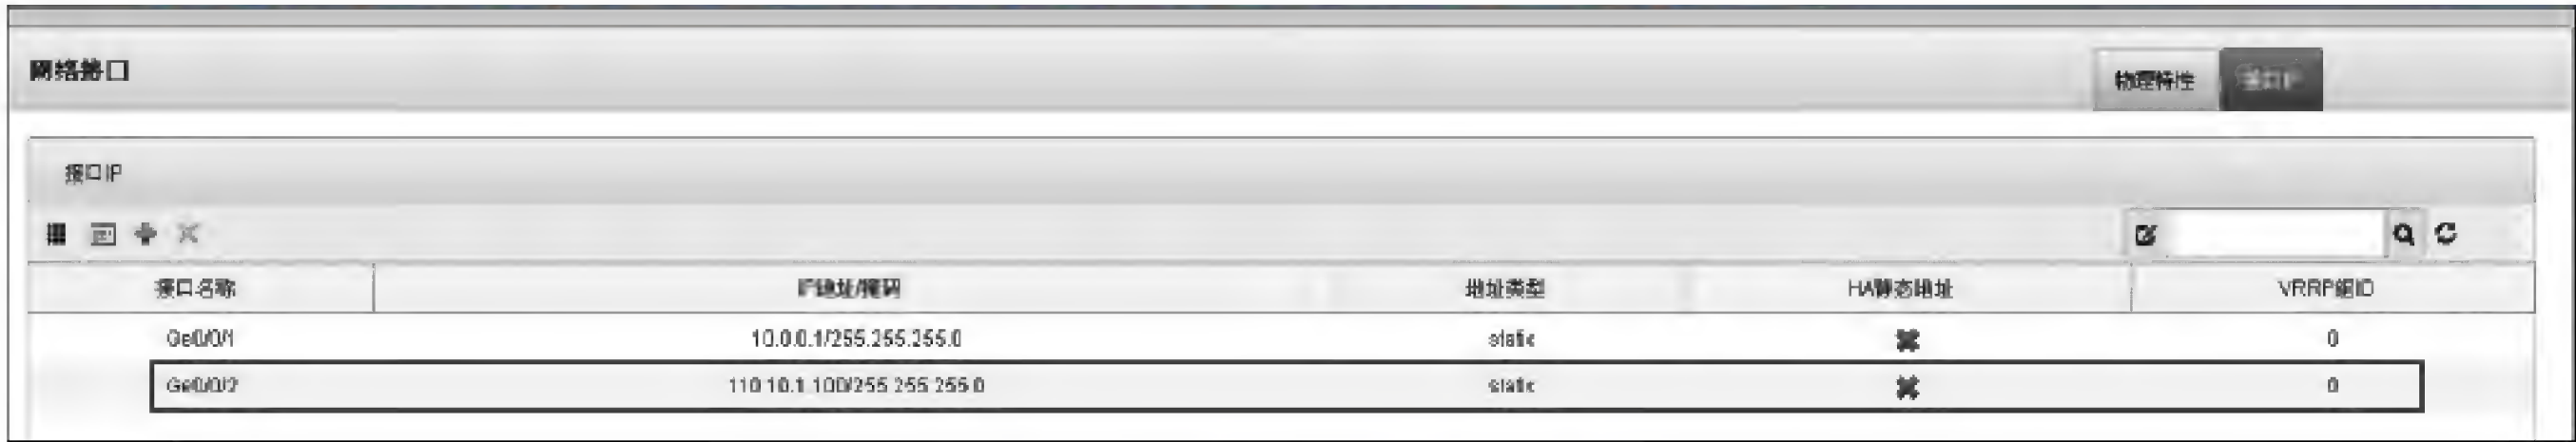 网络接口
物理特性 接口IP
接口IP
接口名称 IP地址/掩码 地址类型 HA静态地址 VRRP组ID
Ge0/0/1 10.0.0.1/255.255.255.0 static 0
Ge0/0/2 110.10.1.100/255.255.255.0 static 0